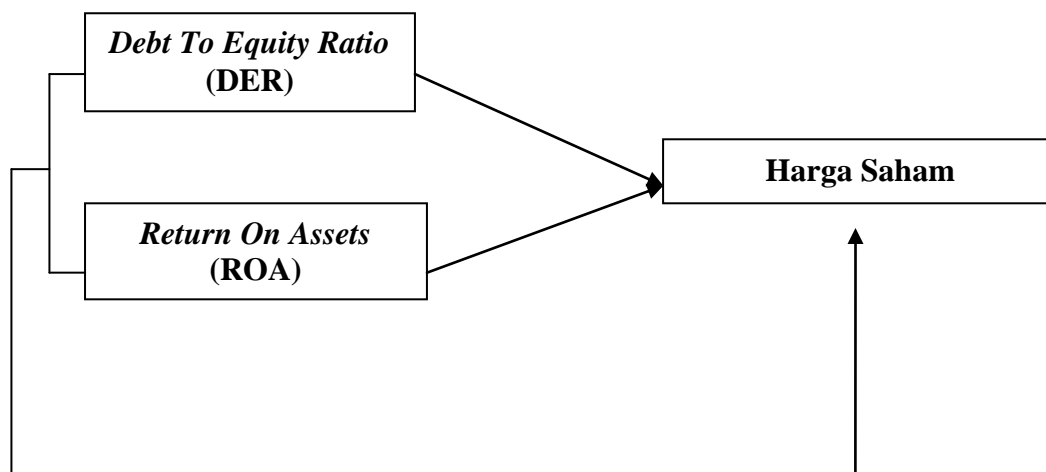 Debt To Equity Ratio
(DER)
Harga Saham
Return On Assets
(ROA)